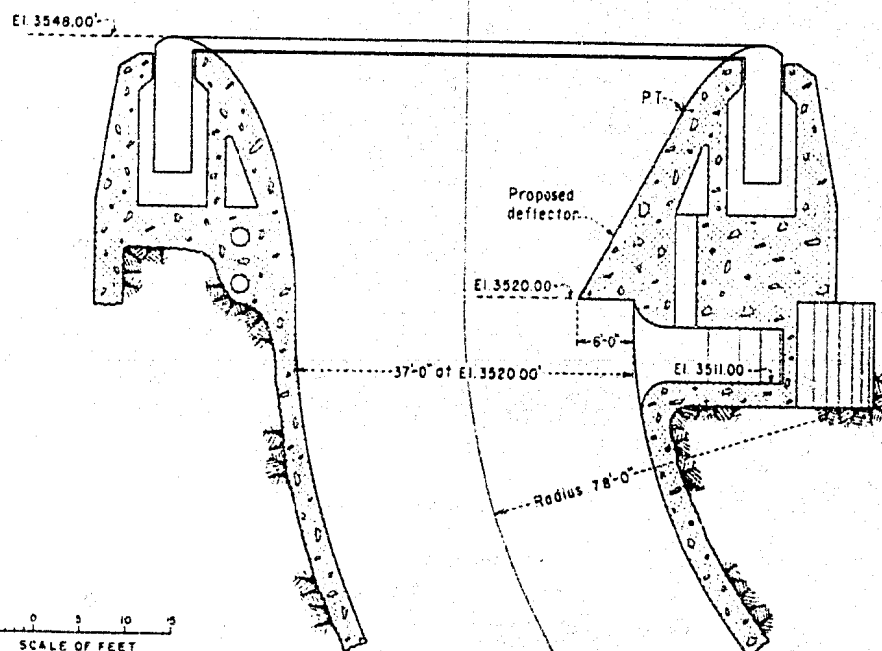 El. 3548.00'
P.T.
Proposed
deflector
El. 3520.00
6'-0"
37'-0" at El. 3520.00'
El. 3511.00
Radius 78'-0"
0 5 10 15
SCALE OF FEET